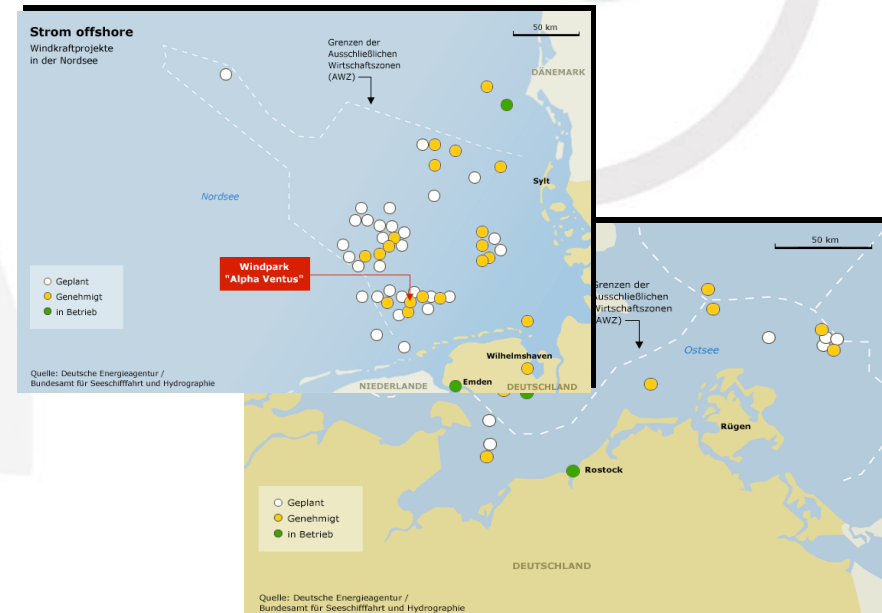 Strom offshore
Windkraftprojekte
in der Nordsee
50 km
Grenzen der
Ausschließlichen
Wirtschaftszonen
(AWZ)
DÄNEMARK
Sylt
Nordsee
Windpark
"Alpha Ventus"
Geplant
Genehmigt
in Betrieb
Wilhelmshaven
Emden
NIEDERLANDE
DEUTSCHLAND
Quelle: Deutsche Energieagentur /
Bundesamt für Seeschifffahrt und Hydrographie
50 km
Grenzen der
Ausschließlichen
Wirtschaftszonen
(AWZ)
Ostsee
Rügen
Rostock
Geplant
Genehmigt
in Betrieb
DEUTSCHLAND
Quelle: Deutsche Energieagentur /
Bundesamt für Seeschifffahrt und Hydrographie